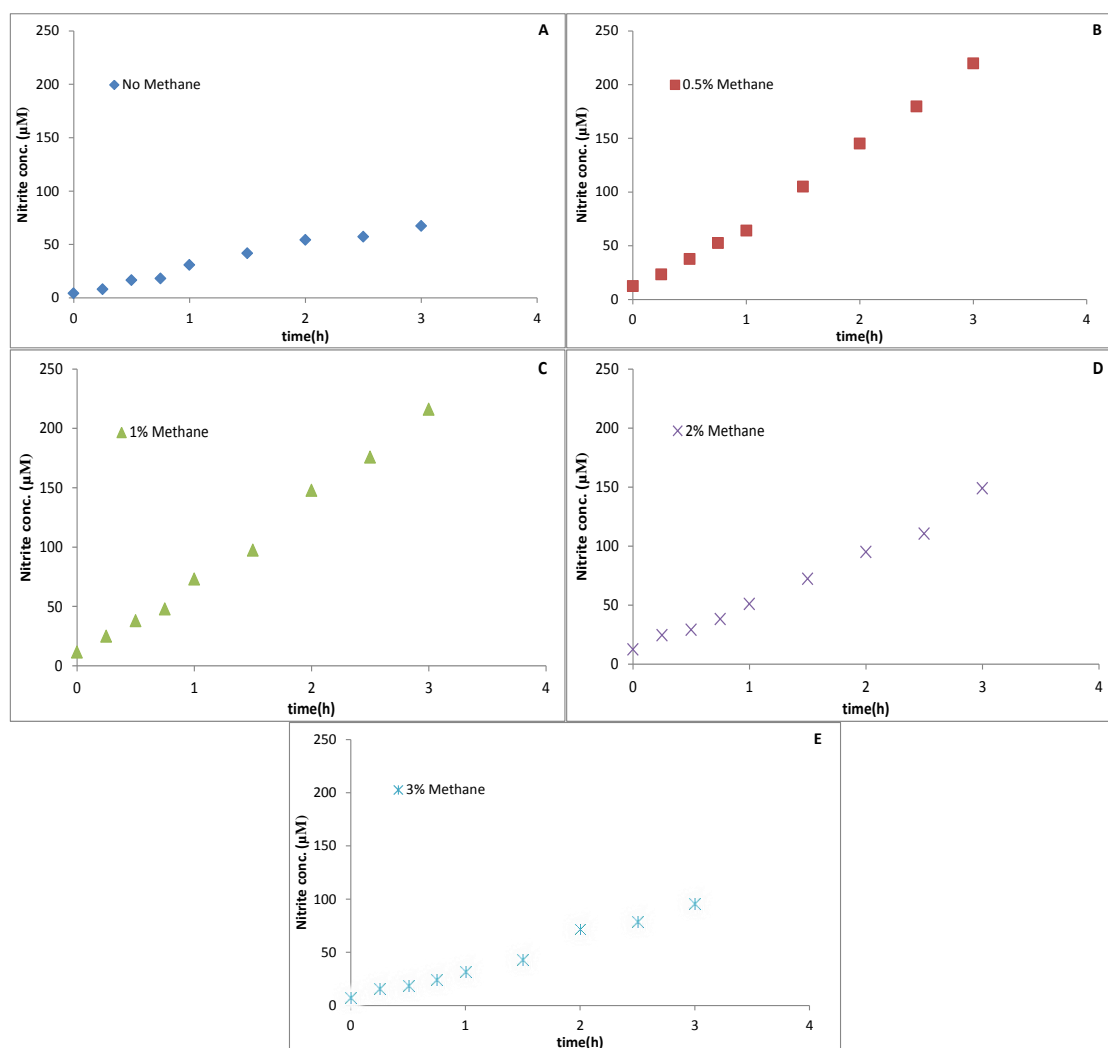 A
250
200
150
100
50
0
Nitrite conc. (µM)
No Methane
0 1 2 3 4
time(h)
B
250
200
150
100
50
0
Nitrite conc. (µM)
0.5% Methane
0 1 2 3 4
time(h)
C
250
200
150
100
50
0
Nitrite conc. (µM)
1% Methane
0 1 2 3 4
time(h)
D
250
200
150
100
50
0
Nitrite conc. (µM)
2% Methane
0 1 2 3 4
time(h)
E
250
200
150
100
50
0
Nitrite conc. (µM)
3% Methane
0 1 2 3 4
time(h)